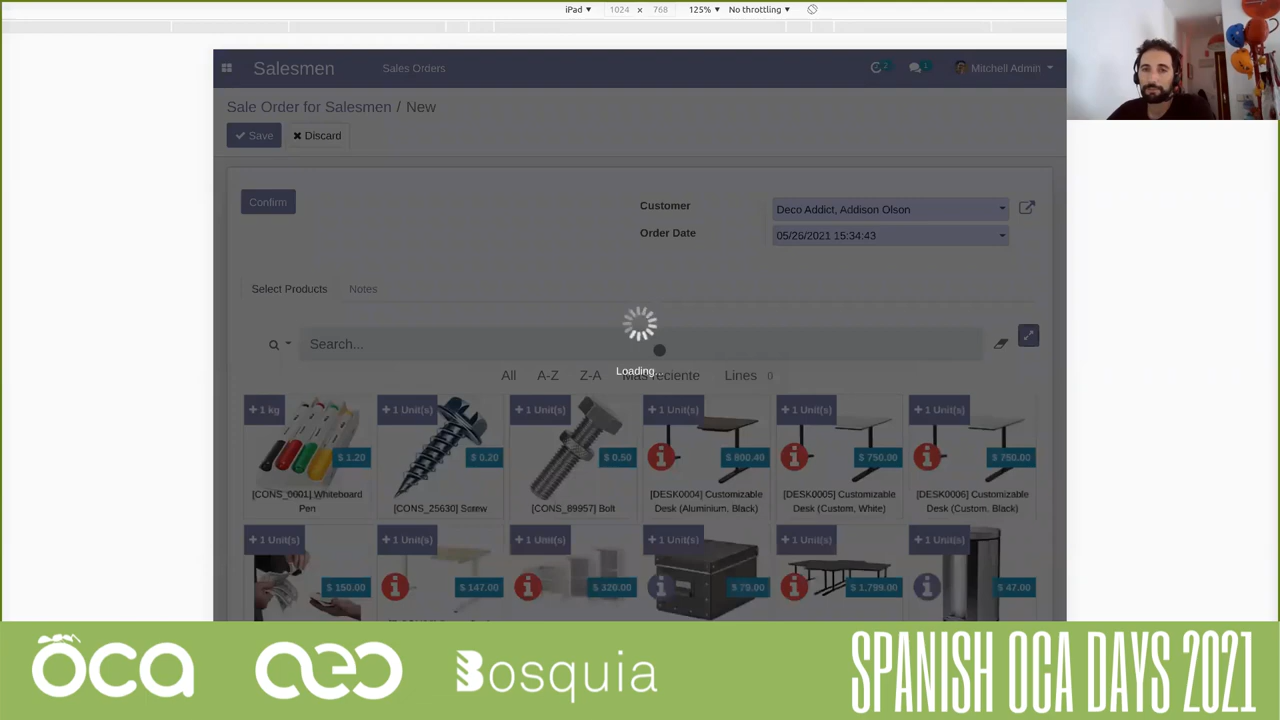 iPad ▾ 1024 × 768 125% ▾ No throttling ▾
Salesmen Sales Orders 2 1 Mitchell Admin
Sale Order for Salesmen / New
Save Discard
Confirm
Customer Deco Addict, Addison Olson
Order Date 05/26/2021 15:34:43
Select Products Notes
Search...
Loading...
All A-Z Z-A Más reciente Lines 0
+ 1 kg + 1 Unit(s) + 1 Unit(s) + 1 Unit(s) + 1 Unit(s) + 1 Unit(s)
$ 1.20 $ 0.20 $ 0.50 $ 800.40 $ 750.00 $ 750.00
[CONS_0001] Whiteboard Pen
[CONS_25630] Screw
[CONS_89957] Bolt
[DESK0004] Customizable Desk (Aluminium, Black)
[DESK0005] Customizable Desk (Custom, White)
[DESK0006] Customizable Desk (Custom, Black)
+ 1 Unit(s) + 1 Unit(s) + 1 Unit(s) + 1 Unit(s) + 1 Unit(s) + 1 Unit(s)
$ 150.00 $ 147.00 $ 320.00 $ 79.00 $ 1,799.00 $ 47.00
oca aeo Bosquia SPANISH OCA DAYS 2021